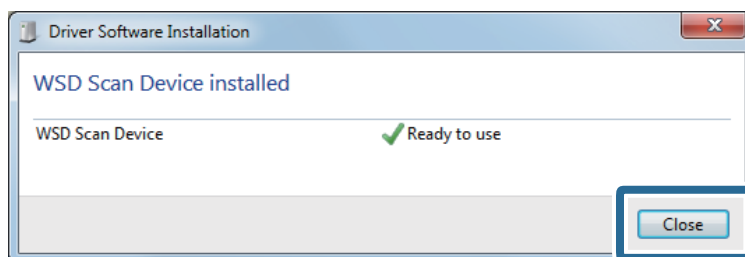 Driver Software Installation
WSD Scan Device installed
WSD Scan Device Ready to use
Close